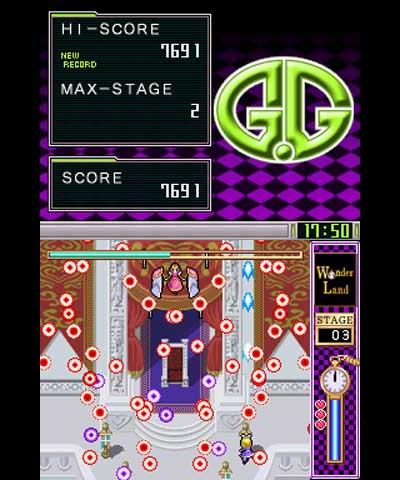 HI-SCORE
7691
NEW
RECORD
MAX-STAGE
2
G.G
SCORE
7691
17:50
Wonder
Land
STAGE
03